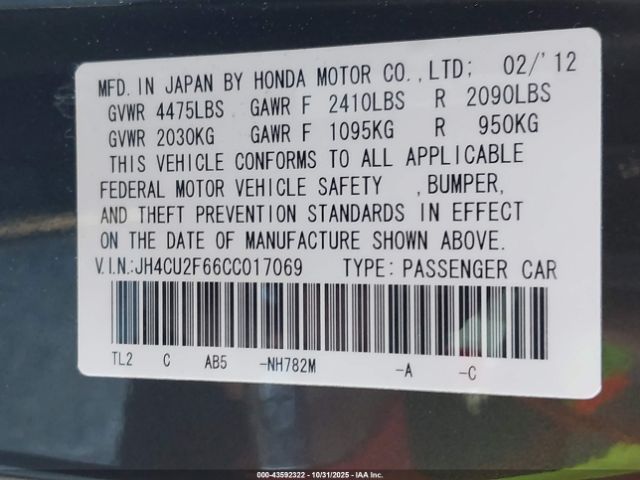 MFD. IN JAPAN BY HONDA MOTOR CO.,LTD; 02/'12
GVWR 4475LBS GAWR F 2410LBS R 2090LBS
GVWR 2030KG GAWR F 1095KG R 950KG
THIS VEHICLE CONFORMS TO ALL APPLICABLE
FEDERAL MOTOR VEHICLE SAFETY ,BUMPER,
AND THEFT PREVENTION STANDARDS IN EFFECT
ON THE DATE OF MANUFACTURE SHOWN ABOVE.
V.I.N.:JH4CU2F66CC017069 TYPE: PASSENGER CAR
TL2 C AB5 -NH782M -A -C
000-43592322 - 10/31/2025 - IAA Inc.